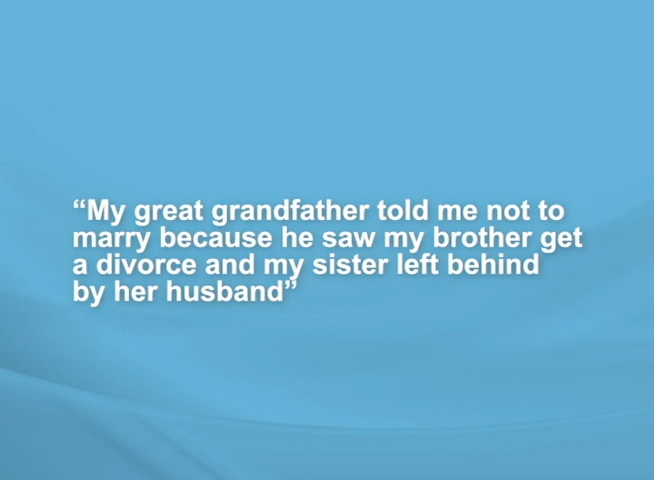 “My great grandfather told me not to
marry because he saw my brother get
a divorce and my sister left behind
by her husband”